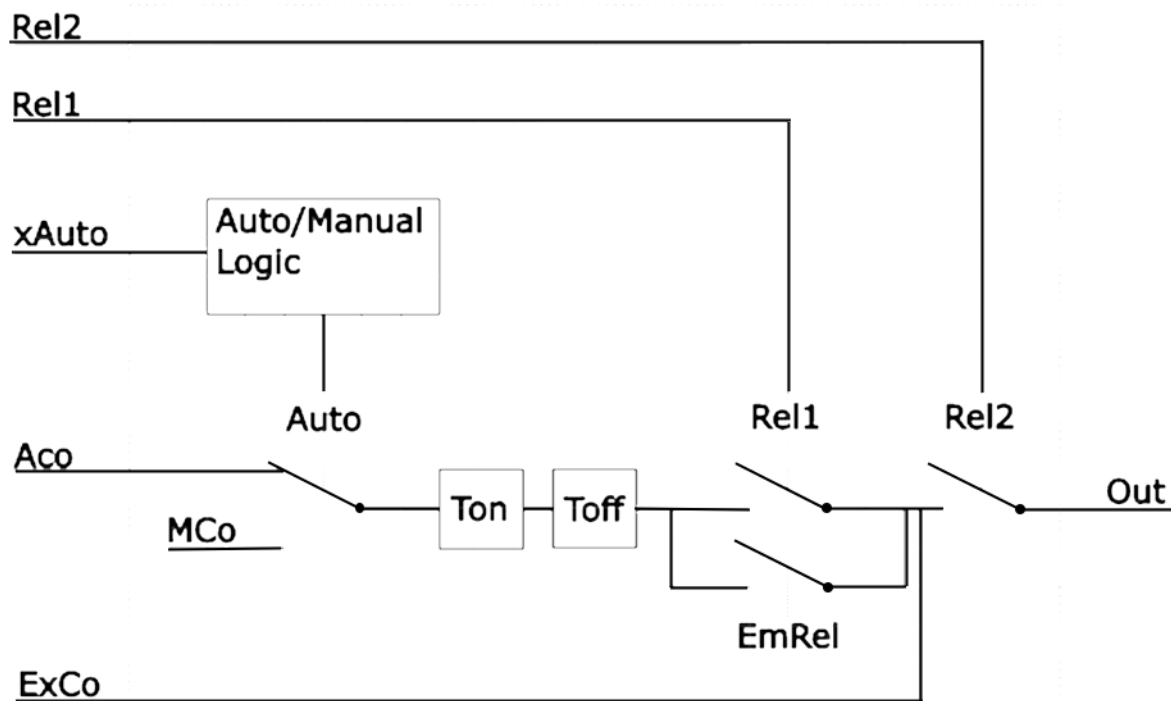 Rel2
Rel1
xAuto
Auto/Manual
Logic
Auto
Rel1
Rel2
Aco
Ton
Toff
Out
MCo
EmRel
ExCo